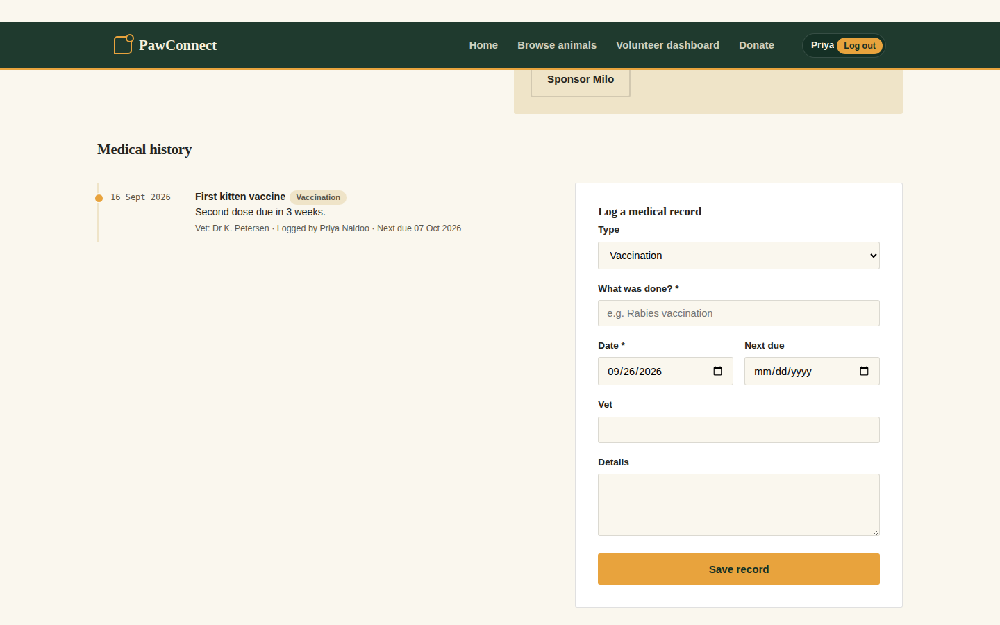 PawConnect
Home Browse animals Volunteer dashboard Donate Priya Log out
Sponsor Milo
Medical history
16 Sept 2026 First kitten vaccine Vaccination
Second dose due in 3 weeks.
Vet: Dr K. Petersen · Logged by Priya Naidoo · Next due 07 Oct 2026
Log a medical record
Type
Vaccination
What was done? *
e.g. Rabies vaccination
Date * Next due
09/26/2026 mm/dd/yyyy
Vet
Details
Save record